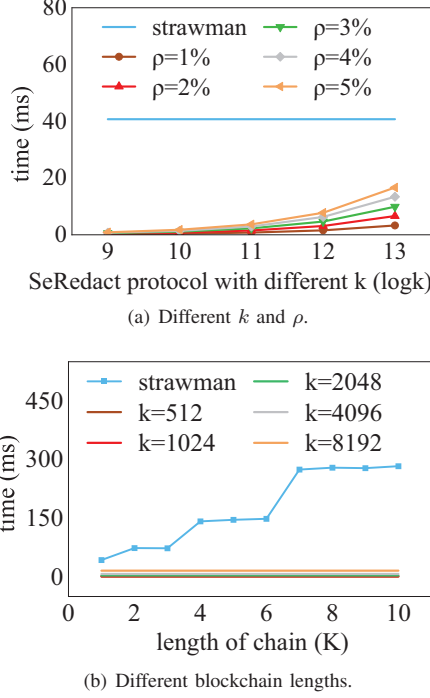 80
60
40
20
0
time (ms)
strawman
ρ=1%
ρ=2%
ρ=3%
ρ=4%
ρ=5%
9 10 11 12 13
SeRedact protocol with different k (logk)
(a) Different k and ρ.
450
300
150
0
time (ms)
strawman
k=512
k=1024
k=2048
k=4096
k=8192
0 2 4 6 8 10
length of chain (K)
(b) Different blockchain lengths.